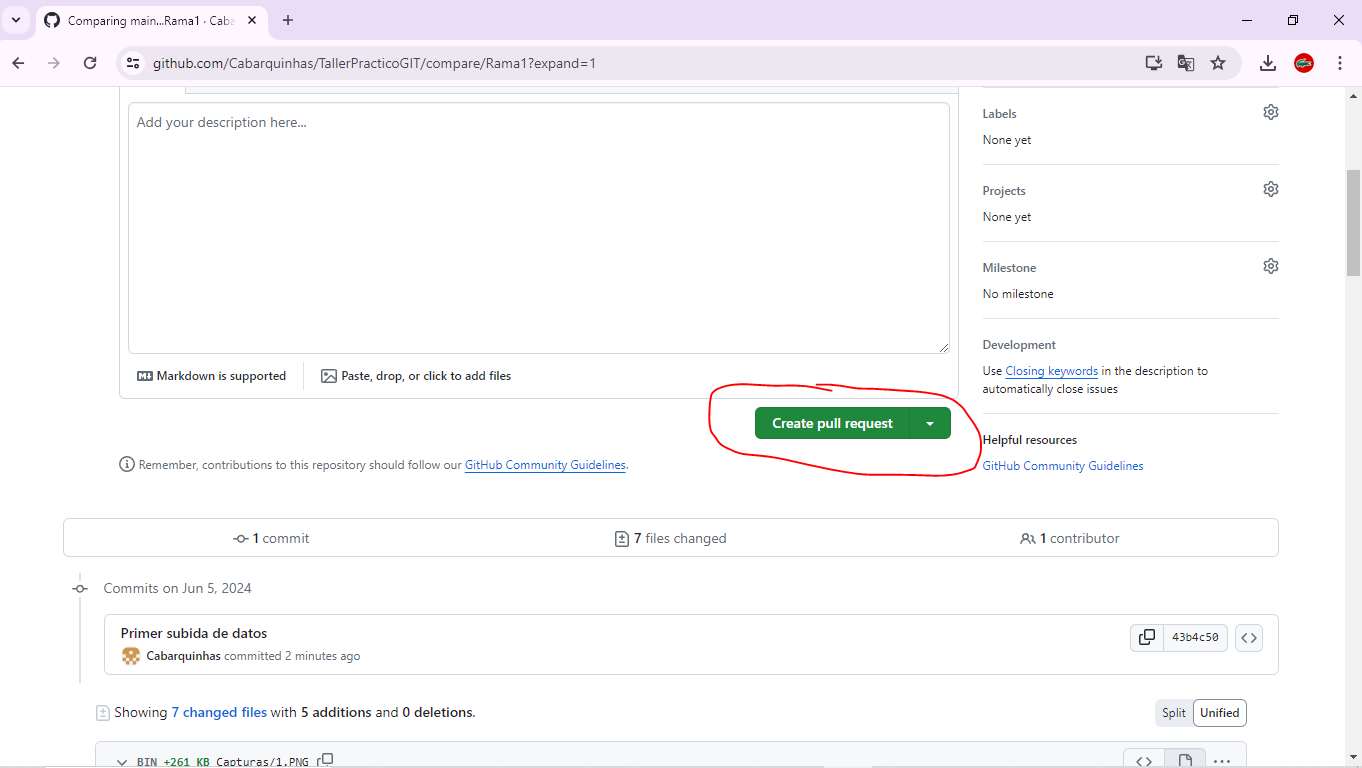 Comparing main...Rama1 · Caba
github.com/Cabarquinhas/TallerPracticoGIT/compare/Rama1?expand=1
Add your description here...
Markdown is supported
Paste, drop, or click to add files
Create pull request
Remember, contributions to this repository should follow our GitHub Community Guidelines.
Labels
None yet
Projects
None yet
Milestone
No milestone
Development
Use Closing keywords in the description to
automatically close issues
Helpful resources
GitHub Community Guidelines
1 commit
7 files changed
1 contributor
Commits on Jun 5, 2024
Primer subida de datos
Cabarquinhas committed 2 minutes ago
43b4c50
Showing 7 changed files with 5 additions and 0 deletions.
Split
Unified
BIN +261 KB Capturas/1.PNG